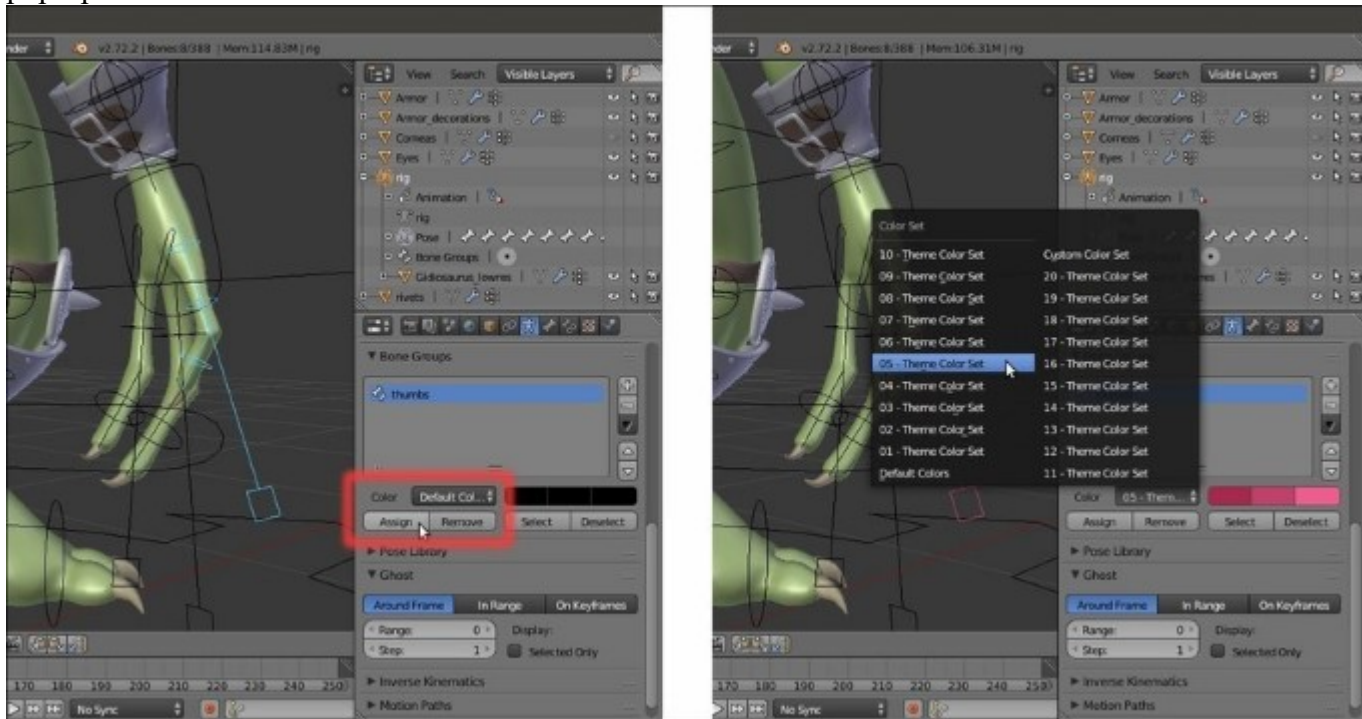 nder v2.72.2 | Bones:8/388 | Mem:114.83M | rig
View Search Visible Layers
Armor
Armor_decorations
Corneas
Eyes
rig
Animation
rig
Pose
Bone Groups
Gidiosaurus_lowres
rivets
Bone Groups
thumbs
Color Default Col...
Assign Remove Select Deselect
Pose Library
Ghost
Around Frame In Range On Keyframes
Range: 0 Display:
Step: 1 Selected Only
Inverse Kinematics
Motion Paths
170 180 190 200 210 220 230 240 250
No Sync
nder v2.72.2 | Bones:8/388 | Mem:106.31M | rig
View Search Visible Layers
Armor
Armor_decorations
Corneas
Eyes
rig
Animation
Color Set
10 - Theme Color Set Custom Color Set
09 - Theme Color Set 20 - Theme Color Set
08 - Theme Color Set 19 - Theme Color Set
07 - Theme Color Set 18 - Theme Color Set
06 - Theme Color Set 17 - Theme Color Set
05 - Theme Color Set 16 - Theme Color Set
04 - Theme Color Set 15 - Theme Color Set
03 - Theme Color Set 14 - Theme Color Set
02 - Theme Color Set 13 - Theme Color Set
01 - Theme Color Set 12 - Theme Color Set
Default Colors 11 - Theme Color Set
Color 05 - Them...
Assign Remove Select Deselect
Pose Library
Ghost
Around Frame In Range On Keyframes
Range: 0 Display:
Step: 1 Selected Only
Inverse Kinematics
Motion Paths
170 180 190 200 210 220 230 240 250
No Sync